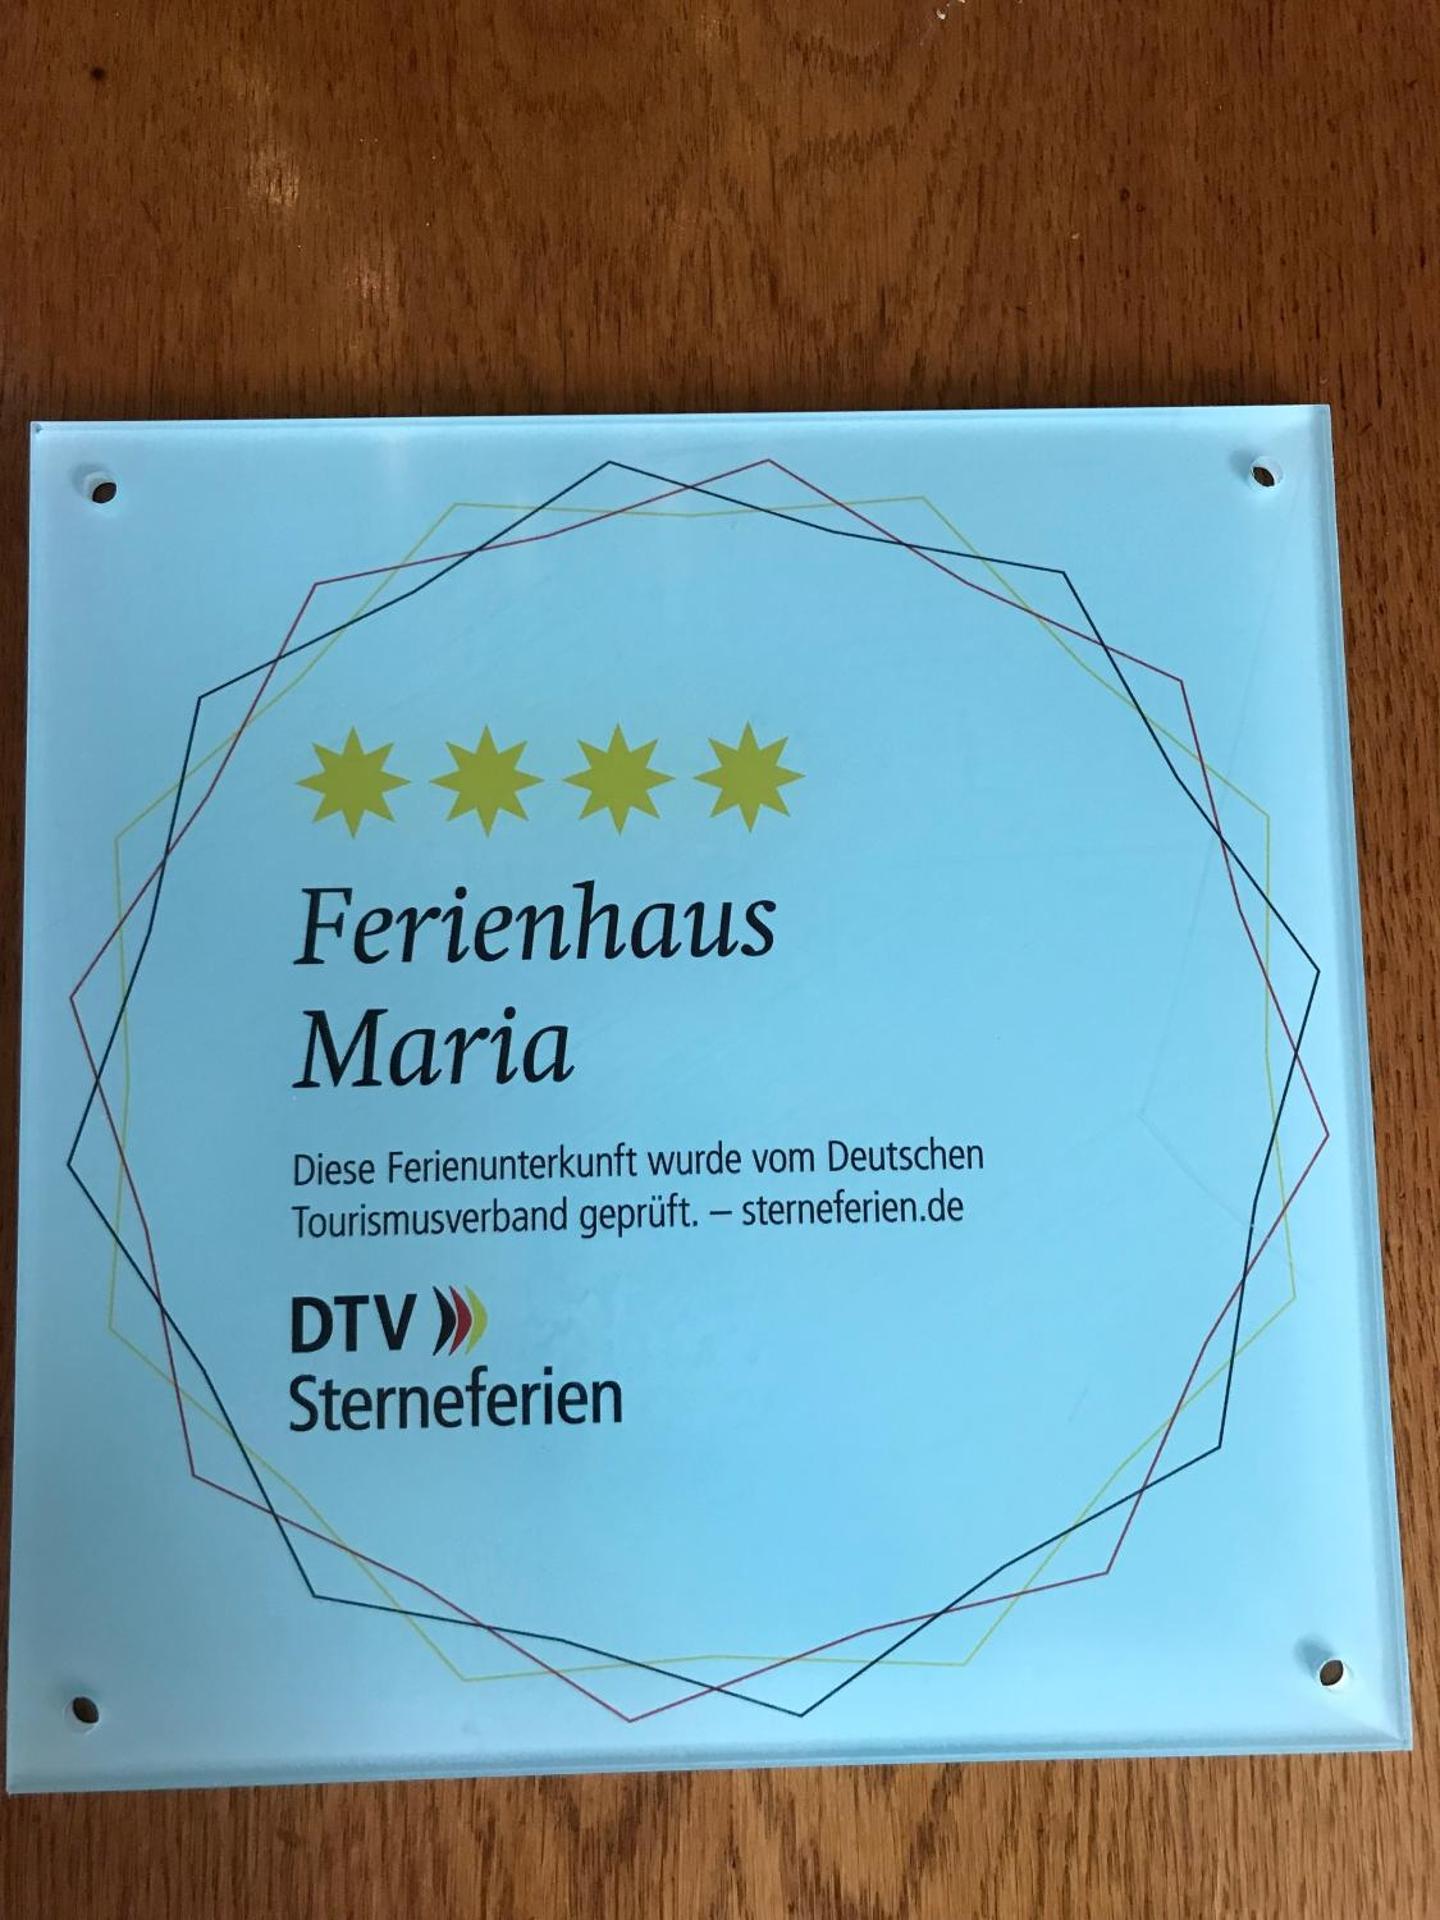 Ferienhaus
Maria
Diese Ferienunterkunft wurde vom Deutschen
Tourismusverband geprüft. – sterneferien.de
DTV
Sterneferien